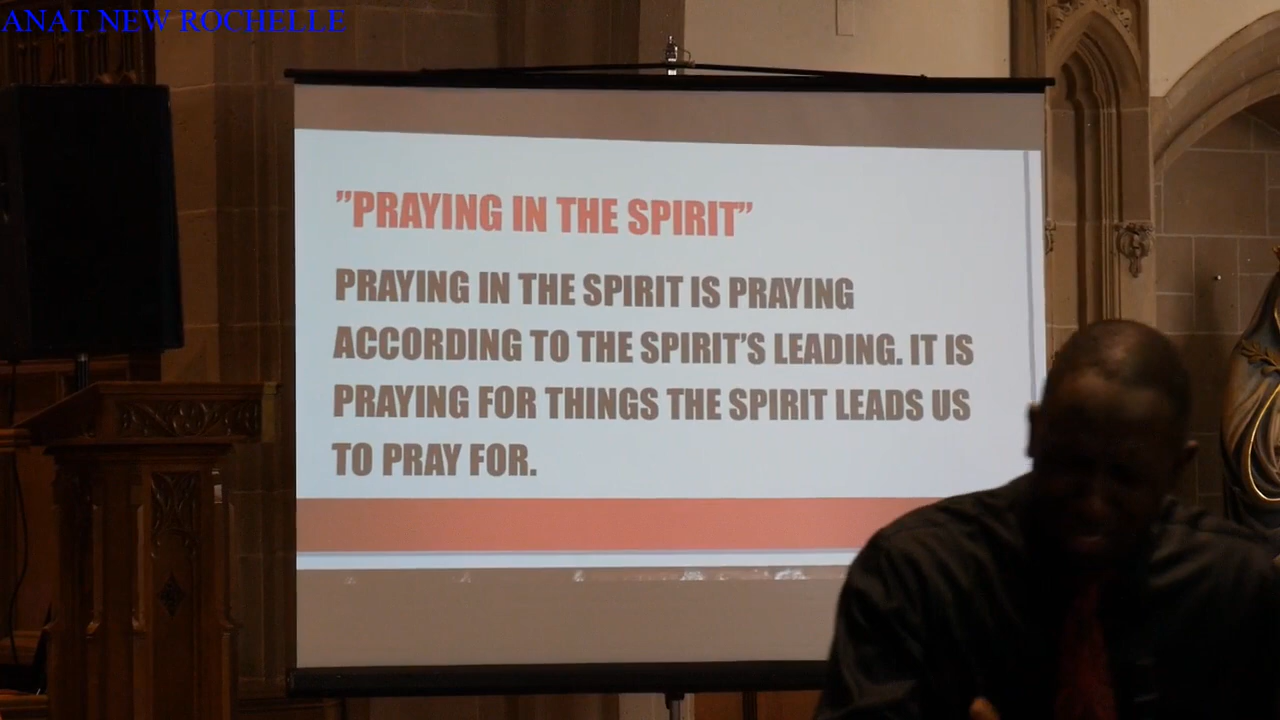 ANAT NEW ROCHELLE
”PRAYING IN THE SPIRIT”
PRAYING IN THE SPIRIT IS PRAYING
ACCORDING TO THE SPIRIT’S LEADING. IT IS
PRAYING FOR THINGS THE SPIRIT LEADS US
TO PRAY FOR.